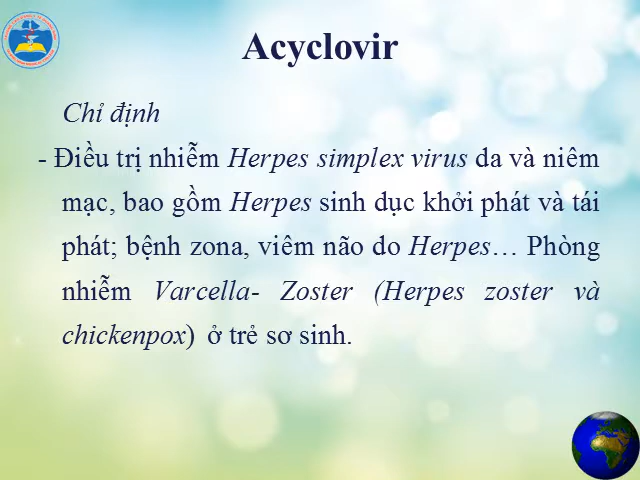 Acyclovir
Chỉ định
- Điều trị nhiễm Herpes simplex virus da và niêm
mạc, bao gồm Herpes sinh dục khởi phát và tái
phát; bệnh zona, viêm não do Herpes… Phòng
nhiễm Varcella- Zoster (Herpes zoster và
chickenpox) ở trẻ sơ sinh.